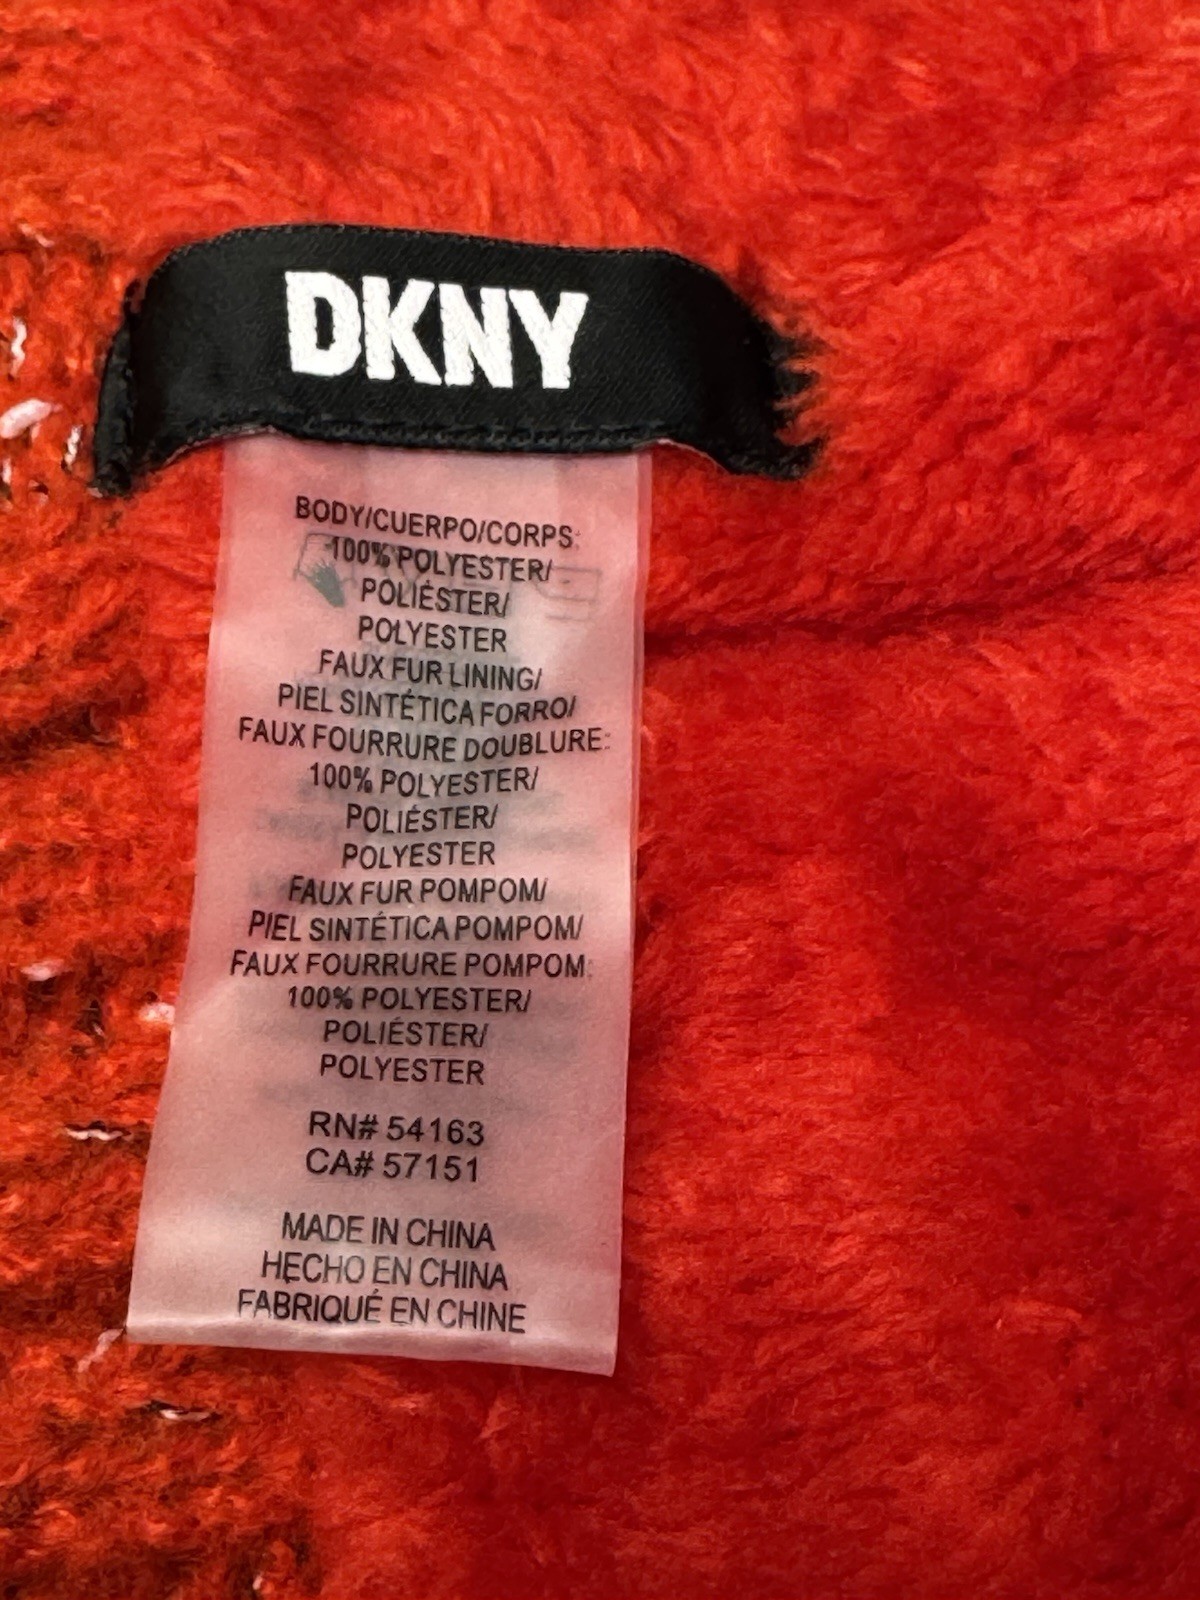 DKNY
BODY/CUERPO/CORPS:
100% POLYESTER/
POLIÉSTER/
POLYESTER
FAUX FUR LINING/
PIEL SINTÉTICA FORRO/
FAUX FOURRURE DOUBLURE:
100% POLYESTER/
POLIÉSTER/
POLYESTER
FAUX FUR POMPOM/
PIEL SINTÉTICA POMPOM/
FAUX FOURRURE POMPOM:
100% POLYESTER/
POLIÉSTER/
POLYESTER
RN# 54163
CA# 57151
MADE IN CHINA
HECHO EN CHINA
FABRIQUÉ EN CHINE